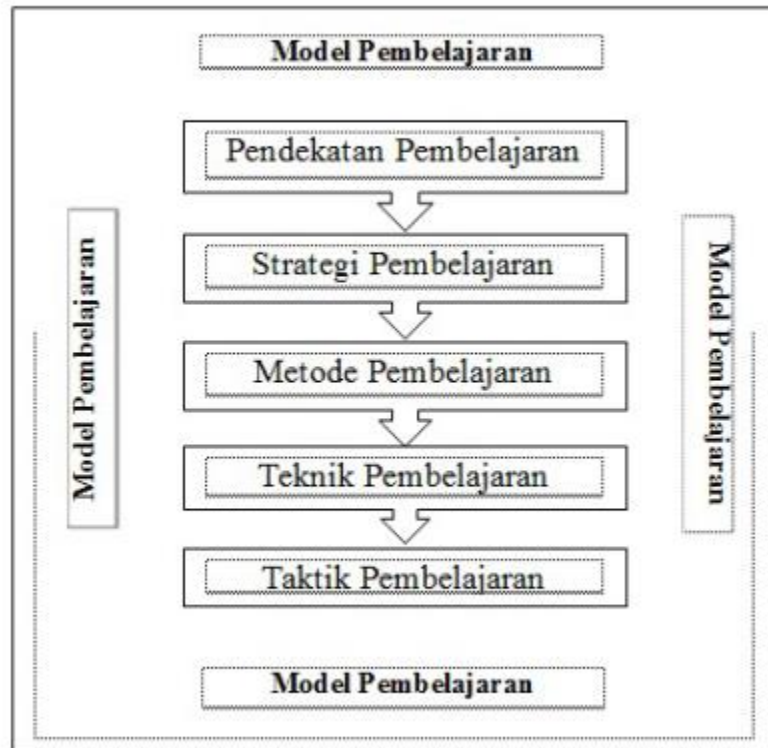 Model Pembelajaran
Pendekatan Pembelajaran
Strategi Pembelajaran
Metode Pembelajaran
Teknik Pembelajaran
Taktik Pembelajaran
Model Pembelajaran
Model Pembelajaran
Model Pembelajaran